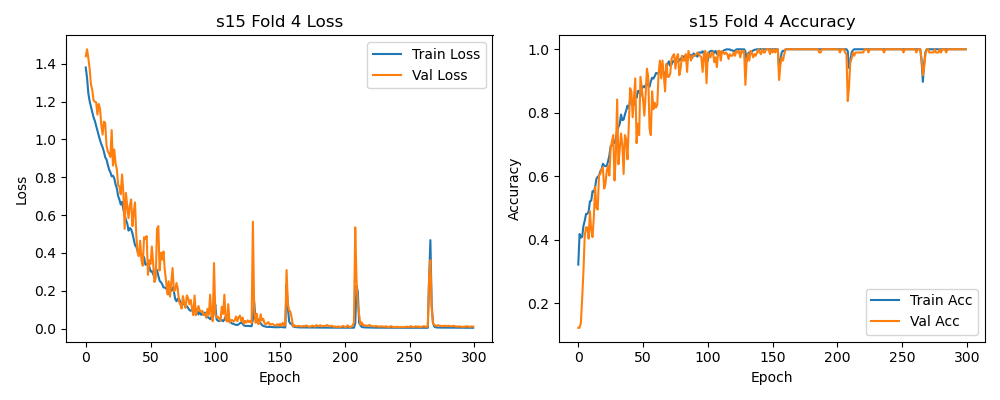 s15 Fold 4 Loss
1.4
1.2
1.0
0.8
0.6
0.4
0.2
0.0
Loss
Train Loss
Val Loss
0 50 100 150 200 250 300
Epoch
s15 Fold 4 Accuracy
1.0
0.8
0.6
0.4
0.2
Accuracy
Train Acc
Val Acc
0 50 100 150 200 250 300
Epoch